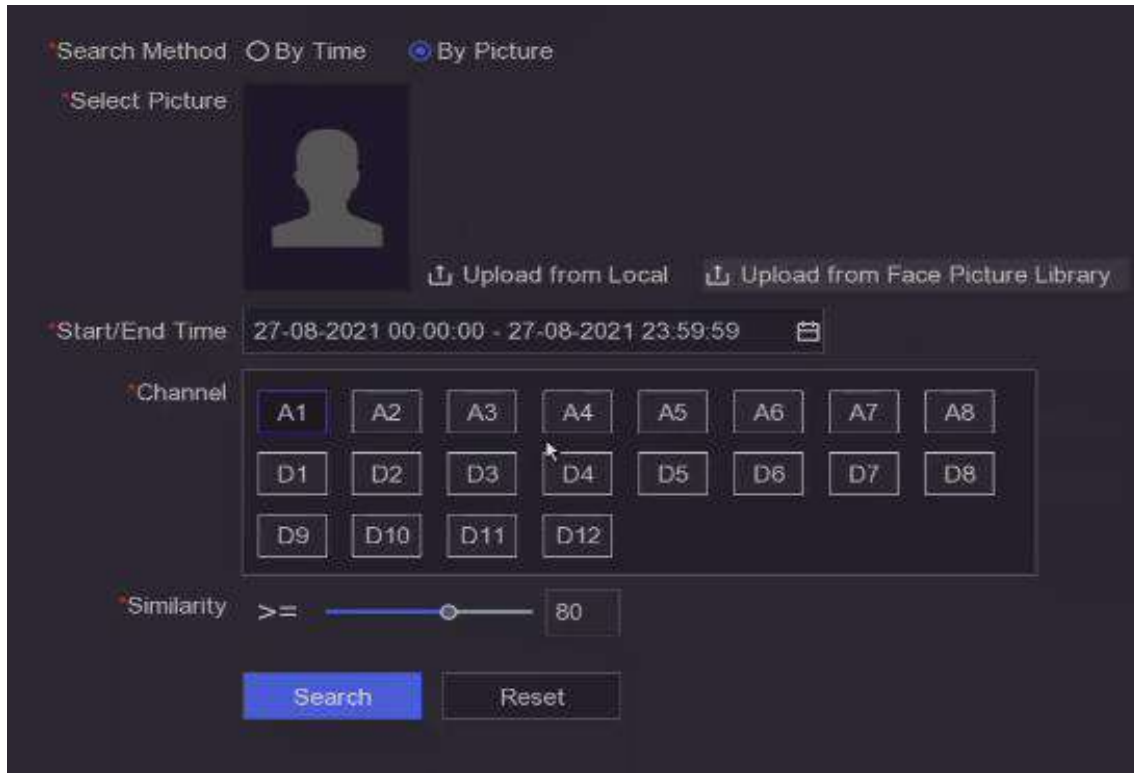 *Search Method By Time By Picture
*Select Picture
Upload from Local Upload from Face Picture Library
*Start/End Time 27-08-2021 00:00:00 - 27-08-2021 23:59:59
*Channel
A1 A2 A3 A4 A5 A6 A7 A8
D1 D2 D3 D4 D5 D6 D7 D8
D9 D10 D11 D12
*Similarity >= 80
Search Reset